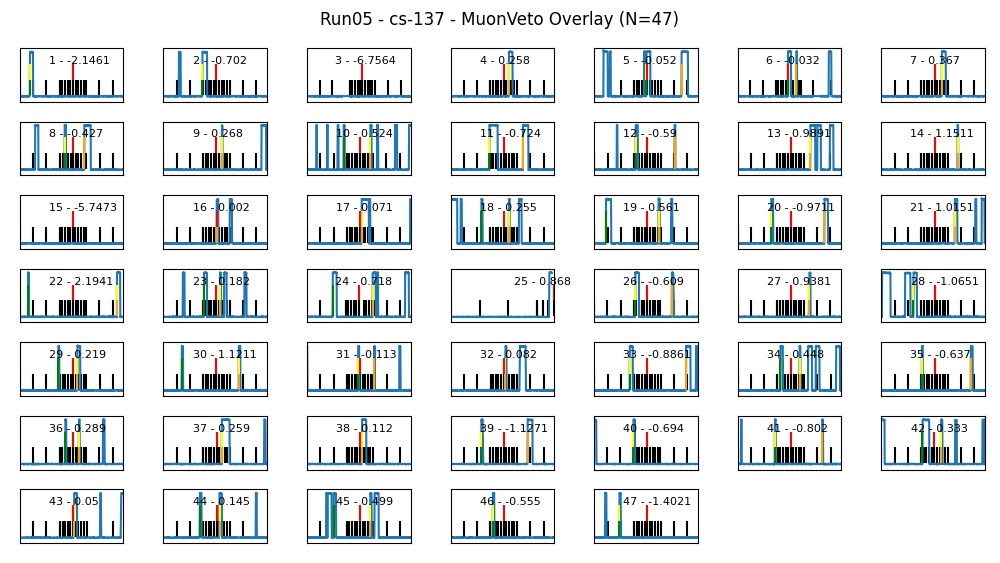 Run05 - cs-137 - MuonVeto Overlay (N=47)
1 - -2.1461
2 - -0.702
3 - -6.7564
4 - 0.258
5 - -0.052
6 - -0.032
7 - 0.367
8 - -0.427
9 - 0.268
10 - 0.524
11 - -0.724
12 - -0.59
13 - 0.9891
14 - 1.1511
15 - -5.7473
16 - 0.002
17 - 0.071
18 - 0.255
19 - 0.561
20 - -0.9711
21 - 1.0151
22 - 2.1941
23 - 0.182
24 - 0.718
25 - 0.868
26 - -0.609
27 - 0.9381
28 - -1.0651
29 - 0.219
30 - 1.1211
31 - -0.113
32 - 0.082
33 - -0.8861
34 - 0.448
35 - -0.637
36 - 0.289
37 - 0.259
38 - 0.112
39 - -1.1271
40 - -0.694
41 - -0.802
42 - 0.333
43 - 0.05
44 - 0.145
45 - 0.499
46 - -0.555
47 - -1.4021